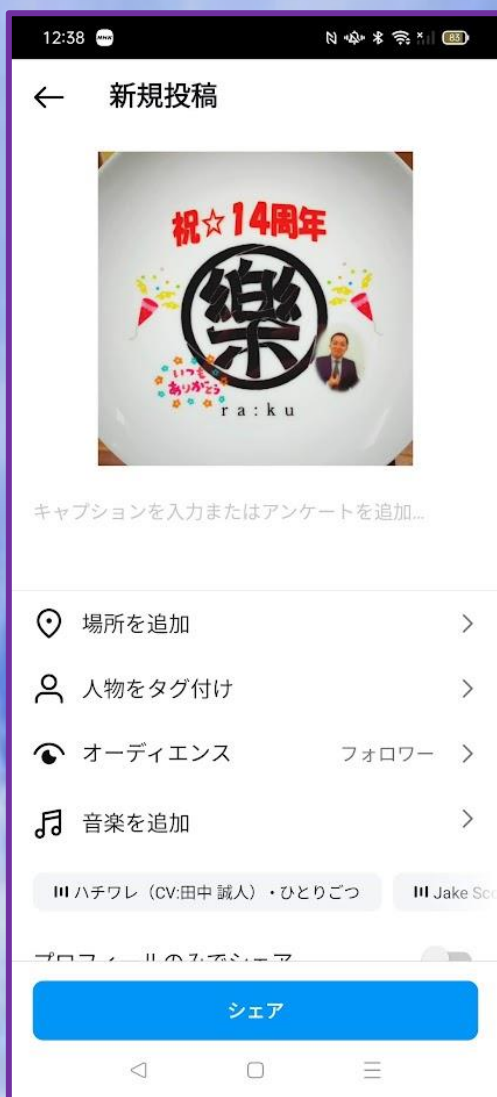 12:38
83
新規投稿
祝☆14周年
樂
いつも
ありがとう
ra:ku
キャプションを入力またはアンケートを追加...
場所を追加
人物をタグ付け
オーディエンス フォロワー
音楽を追加
ハチワレ（CV:田中 誠人）・ひとりごつ Jake
シェア